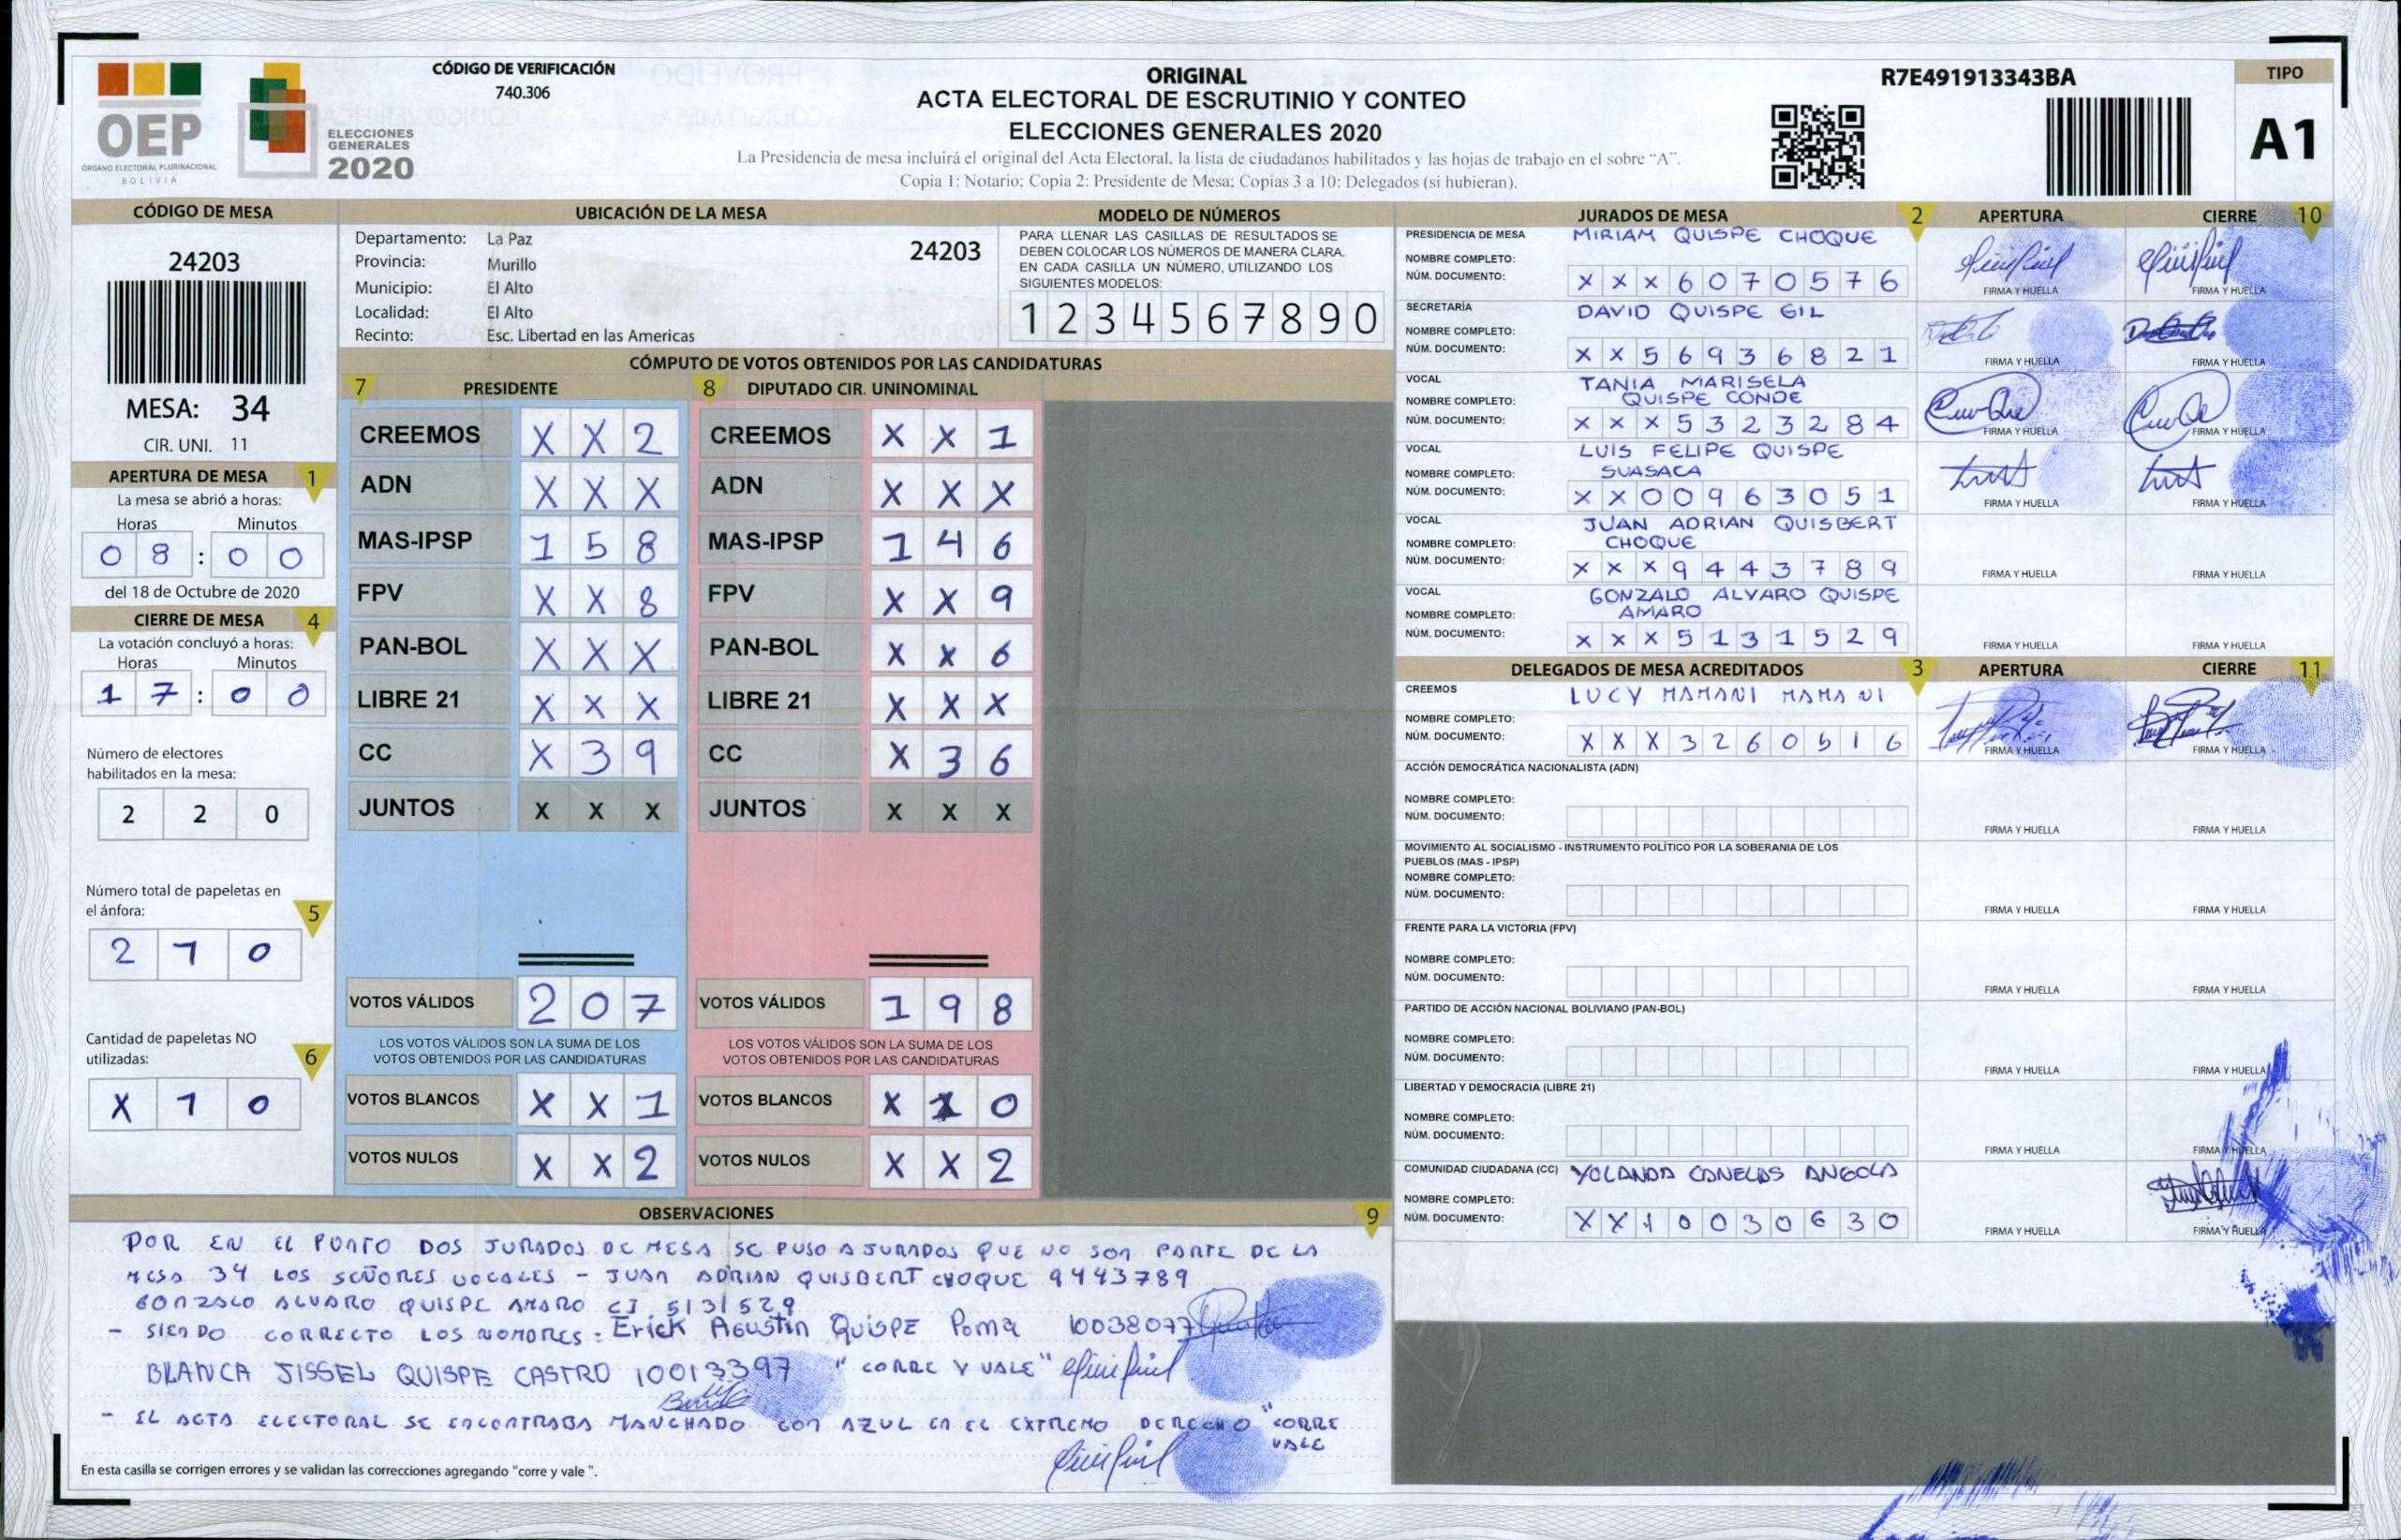 OEP
ÓRGANO ELECTORAL PLURINACIONAL
BOLIVIA
ELECCIONES
GENERALES
2020
CÓDIGO DE VERIFICACIÓN
740.306
ORIGINAL
ACTA ELECTORAL DE ESCRUTINIO Y CONTEO
ELECCIONES GENERALES 2020
La Presidencia de mesa incluirá el original del Acta Electoral, la lista de ciudadanos habilitados y las hojas de trabajo en el sobre "A".
Copia 1: Notario; Copia 2: Presidente de Mesa; Copias 3 a 10: Delegados (si hubieran).
R7E491913343BA
TIPO
A1
CÓDIGO DE MESA
24203
MESA: 34
CIR. UNI. 11
APERTURA DE MESA 1
La mesa se abrió a horas:
Horas Minutos
0 8 : 0 0
del 18 de Octubre de 2020
CIERRE DE MESA 4
La votación concluyó a horas:
Horas Minutos
1 7 : 0 0
Número de electores
habilitados en la mesa:
2 2 0
Número total de papeletas en
el ánfora: 5
2 1 0
Cantidad de papeletas NO
utilizadas: 6
X 1 0
UBICACIÓN DE LA MESA
Departamento: La Paz 24203
Provincia: Murillo
Municipio: El Alto
Localidad: El Alto
Recinto: Esc. Libertad en las Americas
MODELO DE NÚMEROS
PARA LLENAR LAS CASILLAS DE RESULTADOS SE
DEBEN COLOCAR LOS NÚMEROS DE MANERA CLARA.
EN CADA CASILLA UN NÚMERO, UTILIZANDO LOS
SIGUIENTES MODELOS:
1 2 3 4 5 6 7 8 9 0
CÓMPUTO DE VOTOS OBTENIDOS POR LAS CANDIDATURAS
7 PRESIDENTE
CREEMOS X X 2
ADN X X X
MAS-IPSP 1 5 8
FPV X X 8
PAN-BOL X X X
LIBRE 21 X X X
CC X 3 9
JUNTOS X X X
VOTOS VÁLIDOS 2 0 7
LOS VOTOS VÁLIDOS SON LA SUMA DE LOS
VOTOS OBTENIDOS POR LAS CANDIDATURAS
VOTOS BLANCOS X X 1
VOTOS NULOS X X 2
8 DIPUTADO CIR. UNINOMINAL
CREEMOS X X 1
ADN X X X
MAS-IPSP 1 4 6
FPV X X 9
PAN-BOL X X 6
LIBRE 21 X X X
CC X 3 6
JUNTOS X X X
VOTOS VÁLIDOS 1 9 8
LOS VOTOS VÁLIDOS SON LA SUMA DE LOS
VOTOS OBTENIDOS POR LAS CANDIDATURAS
VOTOS BLANCOS X 1 0
VOTOS NULOS X X 2
OBSERVACIONES 9
POR EN EL PUNTO DOS JURADOS DE MESA SE PUSO A JURADOS QUE NO SON PARTE DE LA
MESA 34 LOS SEÑORES VOCALES - JUAN ADRIAN QUISBERT CHOQUE 9443789
GONZALO ALVARO QUISPE AMARO CI 5131529
- SIENDO CORRECTO LOS NOMBRES: Erick AGUSTIN QUISPE Poma 10038077
BLANCA JISSEL QUISPE CASTRO 10013397 "CORRE Y VALE"
- EL ACTA ELECTORAL SE ENCONTRABA MANCHADO CON AZUL EN EL EXTREMO DERECHO "CORRE
VALE
En esta casilla se corrigen errores y se validan las correcciones agregando "corre y vale ".
JURADOS DE MESA 2 APERTURA CIERRE 10
PRESIDENCIA DE MESA MIRIAM QUISPE CHOQUE
NOMBRE COMPLETO:
NÚM. DOCUMENTO: X X X 6 0 7 0 5 7 6
FIRMA Y HUELLA FIRMA Y HUELLA
SECRETARÍA DAVID QUISPE GIL
NOMBRE COMPLETO:
NÚM. DOCUMENTO: X X 5 6 9 3 6 8 2 1
FIRMA Y HUELLA FIRMA Y HUELLA
VOCAL TANIA MARISELA
NOMBRE COMPLETO: QUISPE CONDE
NÚM. DOCUMENTO: X X X 5 3 2 3 2 8 4
FIRMA Y HUELLA FIRMA Y HUELLA
VOCAL LUIS FELIPE QUISPE
NOMBRE COMPLETO: SUASACA
NÚM. DOCUMENTO: X X 0 0 9 6 3 0 5 1
FIRMA Y HUELLA FIRMA Y HUELLA
VOCAL JUAN ADRIAN QUISBERT
NOMBRE COMPLETO: CHOQUE
NÚM. DOCUMENTO: X X X 9 4 4 3 7 8 9
FIRMA Y HUELLA FIRMA Y HUELLA
VOCAL GONZALO ALVARO QUISPE
NOMBRE COMPLETO: AMARO
NÚM. DOCUMENTO: X X X 5 1 3 1 5 2 9
FIRMA Y HUELLA FIRMA Y HUELLA
DELEGADOS DE MESA ACREDITADOS 3 APERTURA CIERRE 11
CREEMOS LUCY MAMANI MAMANI
NOMBRE COMPLETO:
NÚM. DOCUMENTO: X X X 3 2 6 0 5 1 6
FIRMA Y HUELLA FIRMA Y HUELLA
ACCIÓN DEMOCRÁTICA NACIONALISTA (ADN)
NOMBRE COMPLETO:
NÚM. DOCUMENTO:
FIRMA Y HUELLA FIRMA Y HUELLA
MOVIMIENTO AL SOCIALISMO - INSTRUMENTO POLÍTICO POR LA SOBERANIA DE LOS
PUEBLOS (MAS - IPSP)
NOMBRE COMPLETO:
NÚM. DOCUMENTO:
FIRMA Y HUELLA FIRMA Y HUELLA
FRENTE PARA LA VICTORIA (FPV)
NOMBRE COMPLETO:
NÚM. DOCUMENTO:
FIRMA Y HUELLA FIRMA Y HUELLA
PARTIDO DE ACCIÓN NACIONAL BOLIVIANO (PAN-BOL)
NOMBRE COMPLETO:
NÚM. DOCUMENTO:
FIRMA Y HUELLA FIRMA Y HUELLA
LIBERTAD Y DEMOCRACIA (LIBRE 21)
NOMBRE COMPLETO:
NÚM. DOCUMENTO:
FIRMA Y HUELLA FIRMA Y HUELLA
COMUNIDAD CIUDADANA (CC) YOLANDA CANELAS ANGOLA
NOMBRE COMPLETO:
NÚM. DOCUMENTO: X X 1 0 0 3 0 6 3 0
FIRMA Y HUELLA FIRMA Y HUELLA